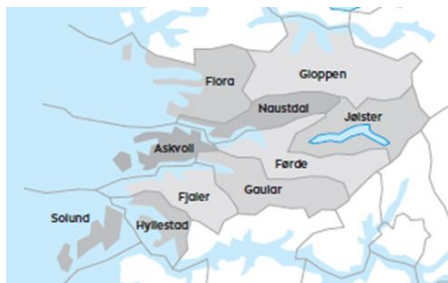 Flora
Gloppen
Naustdal
Jølster
Askvoll
Førde
Fjaler
Gaular
Solund
Hyllestad